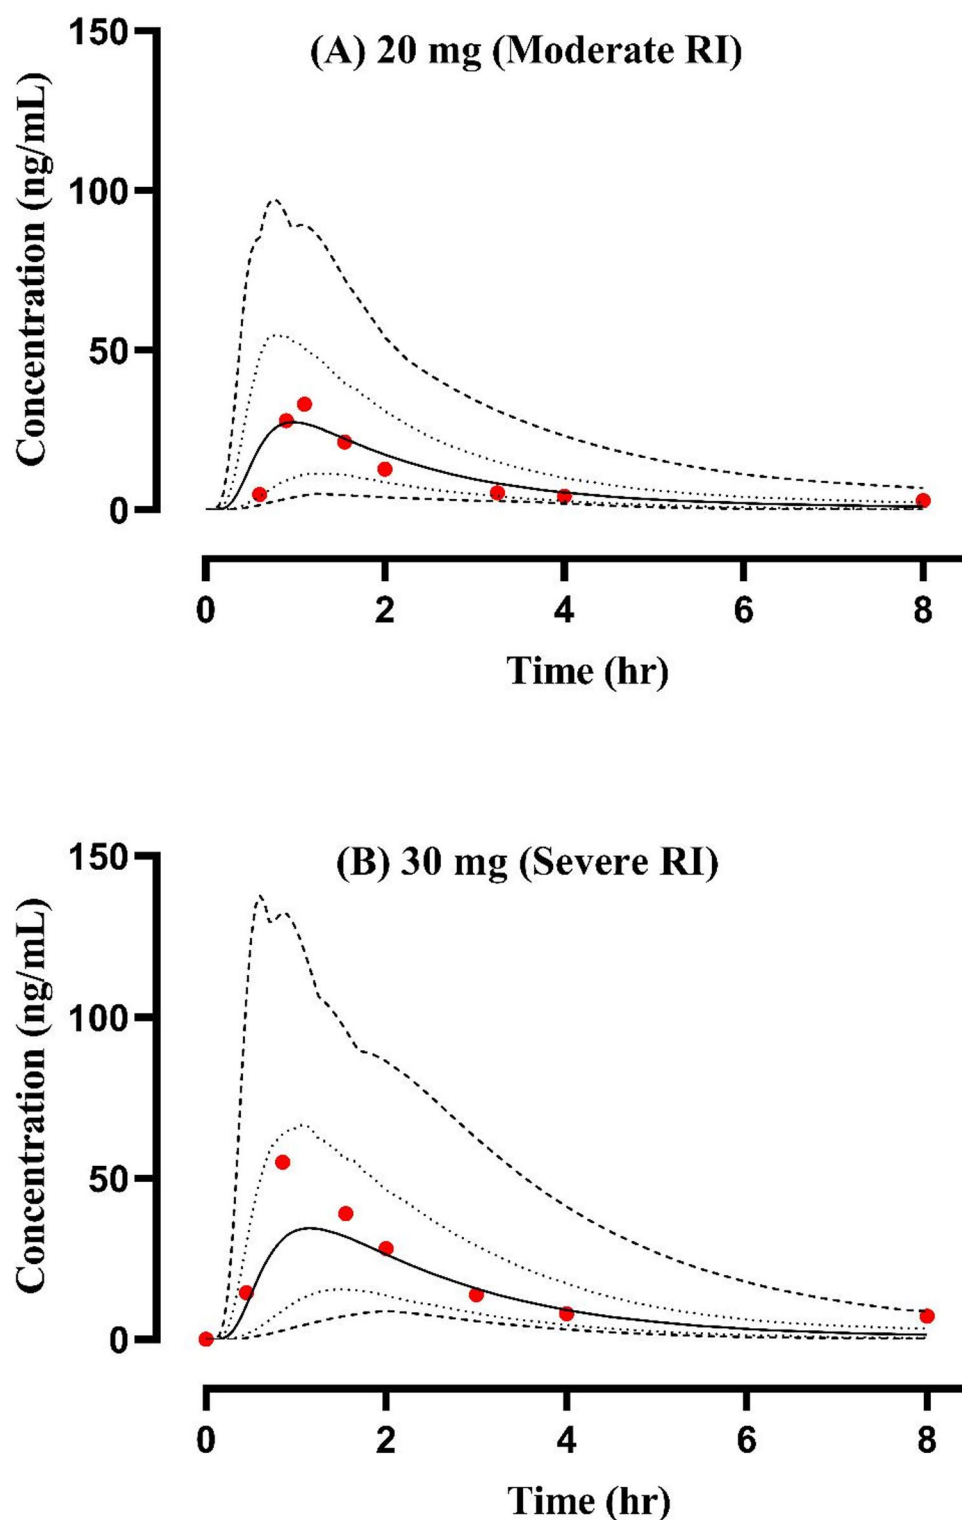 (A) 20 mg (Moderate RI)
Concentration (ng/mL)
150
100
50
0
0 2 4 6 8
Time (hr)
(B) 30 mg (Severe RI)
Concentration (ng/mL)
150
100
50
0
0 2 4 6 8
Time (hr)